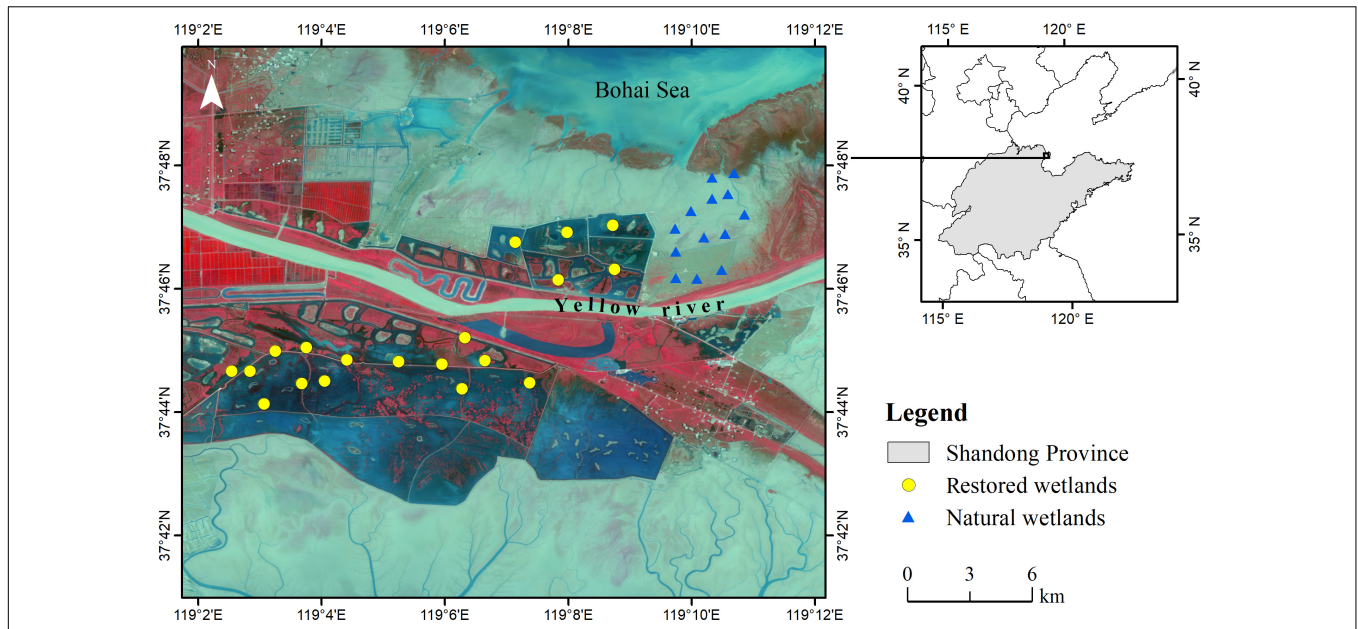 119°2'E 119°4'E 119°6'E 119°8'E 119°10'E 119°12'E
N
Bohai Sea
37°48'N 37°48'N
37°46'N 37°46'N
Yellow river
37°44'N 37°44'N
37°42'N 37°42'N
119°2'E 119°4'E 119°6'E 119°8'E 119°10'E 119°12'E
115° E 120° E
40° N 40° N
35° N 35° N
115° E 120° E
Legend
Shandong Province
Restored wetlands
Natural wetlands
0 3 6
km